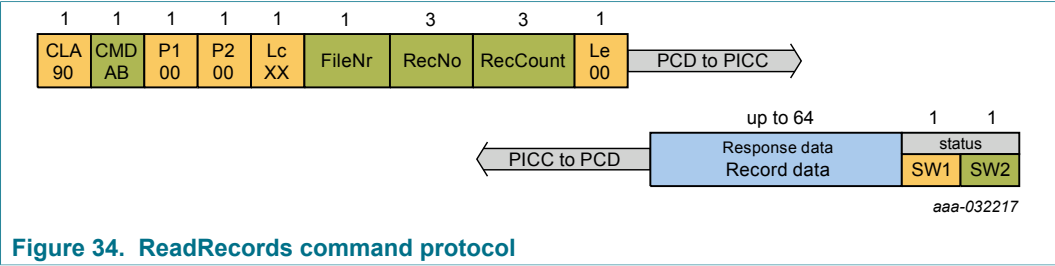 1 1 1 1 1 1 3 3 1
CLA CMD P1 P2 Lc FileNr RecNo RecCount Le PCD to PICC
90 AB 00 00 XX 00
up to 64 1 1
PICC to PCD Response data status
Record data SW1 SW2
aaa-032217
Figure 34. ReadRecords command protocol